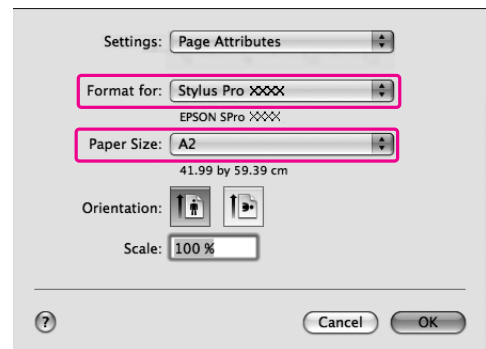 Settings: Page Attributes
Format for: Stylus Pro XXXX
EPSON SPro XXXX
Paper Size: A2
41.99 by 59.39 cm
Orientation:
Scale: 100 %
? Cancel OK